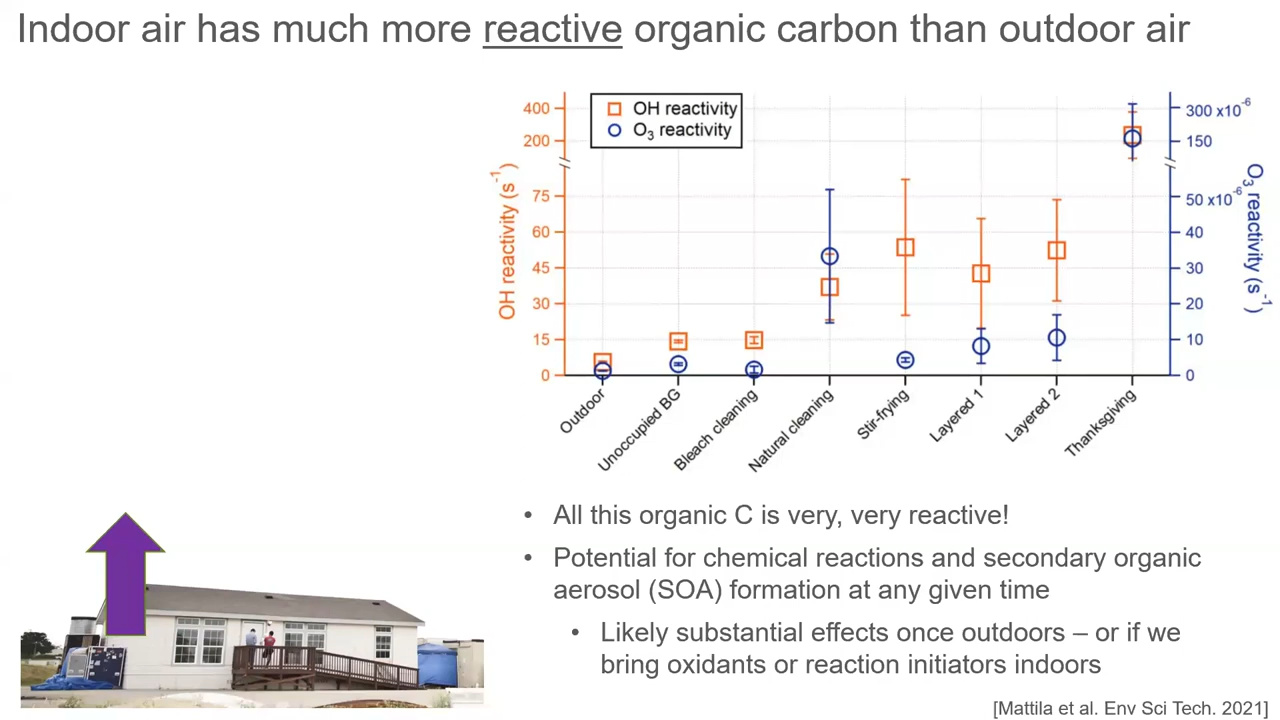 Indoor air has much more reactive organic carbon than outdoor air
OH reactivity
O3 reactivity
400
200
75
60
45
30
15
0
OH reactivity (s-1)
300 x10-6
150
50 x10-6
40
30
20
10
0
O3 reactivity (s-1)
Outdoor
Unoccupied BG
Bleach cleaning
Natural cleaning
Stir-frying
Layered 1
Layered 2
Thanksgiving
• All this organic C is very, very reactive!
• Potential for chemical reactions and secondary organic
aerosol (SOA) formation at any given time
• Likely substantial effects once outdoors – or if we
bring oxidants or reaction initiators indoors
[Mattila et al. Env Sci Tech. 2021]